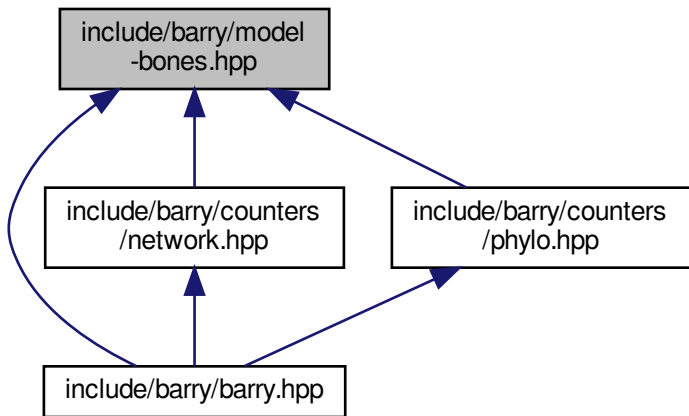 include/barry/model
-bones.hpp
include/barry/counters
/network.hpp
include/barry/counters
/phylo.hpp
include/barry/barry.hpp